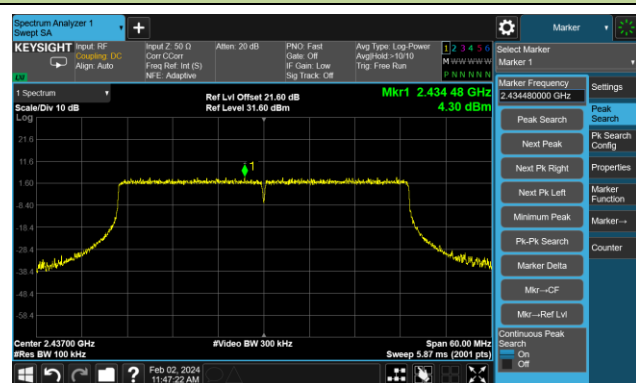 Spectrum Analyzer 1
Swept SA
Marker
KEYSIGHT
Input: RF
Coupling: DC
Align: Auto
Input Z: 50 Ω
Corr CCorr
Freq Ref: Int (S)
NFE: Adaptive
Atten: 20 dB
PNO: Fast
Gate: Off
IF Gain: Low
Sig Track: Off
Avg Type: Log-Power
Avg|Hold:>10/10
Trig: Free Run
1 2 3 4 5 6
M W W W W W
P N N N N N
LW
Select Marker
Marker 1
1 Spectrum
Ref Lvl Offset 21.60 dB
Mkr1 2.434 48 GHz
Scale/Div 10 dB
Ref Level 31.60 dBm
4.30 dBm
Log
21.6
11.6
1.60
-8.40
-18.4
-28.4
-38.4
-48.4
-58.4
1
Center 2.43700 GHz
#Video BW 300 kHz
Span 60.00 MHz
#Res BW 100 kHz
Sweep 5.87 ms (2001 pts)
Marker Frequency
2.434480000 GHz
Peak Search
Next Peak
Next Pk Right
Next Pk Left
Minimum Peak
Pk-Pk Search
Marker Delta
Mkr→CF
Mkr→Ref Lvl
Continuous Peak
Search
On
Off
Settings
Peak
Search
Pk Search
Config
Properties
Marker
Function
Marker→
Counter
Feb 02, 2024
11:47:22 AM